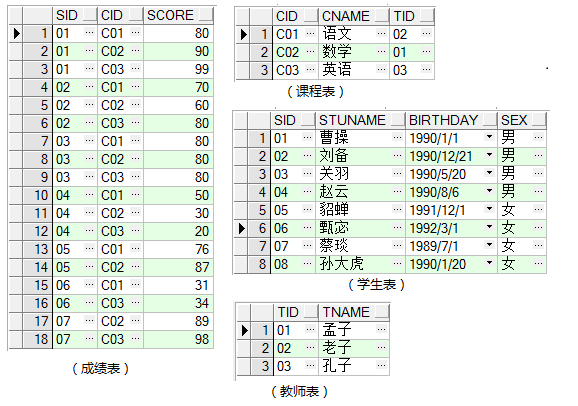 SID CID SCORE
1 01 C01 80
2 01 C02 90
3 01 C03 99
4 02 C01 70
5 02 C02 60
6 02 C03 80
7 03 C01 80
8 03 C02 80
9 03 C03 80
10 04 C01 50
11 04 C02 30
12 04 C03 20
13 05 C01 76
14 05 C02 87
15 06 C01 31
16 06 C03 34
17 07 C02 89
18 07 C03 98
（成绩表）
CID CNAME TID
1 C01 语文 02
2 C02 数学 01
3 C03 英语 03
（课程表）
SID STUNAME BIRTHDAY SEX
1 01 曹操 1990/1/1 男
2 02 刘备 1990/12/21 男
3 03 关羽 1990/5/20 男
4 04 赵云 1990/8/6 男
5 05 貂蝉 1991/12/1 女
6 06 甄宓 1992/3/1 女
7 07 蔡琰 1989/7/1 女
8 08 孙大虎 1990/1/20 女
（学生表）
TID TNAME
1 01 孟子
2 02 老子
3 03 孔子
（教师表）